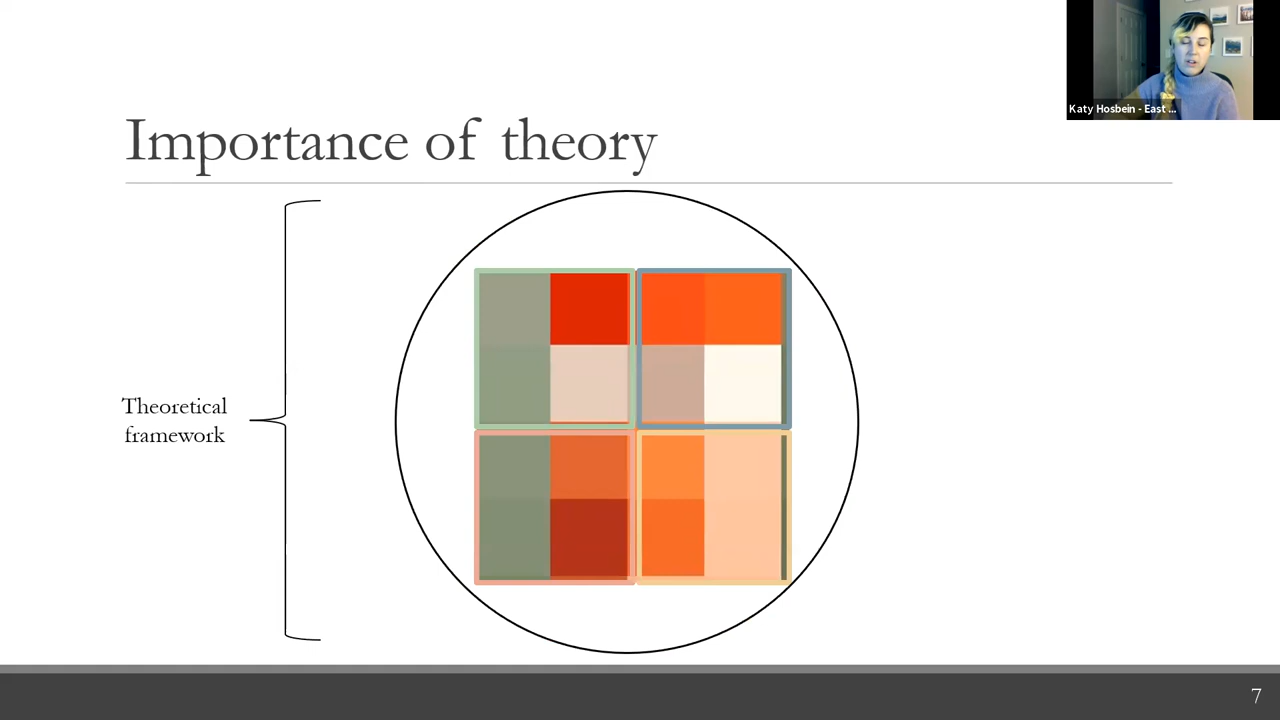 Katy Hosbein - East ...
Importance of theory
Theoretical
framework
7